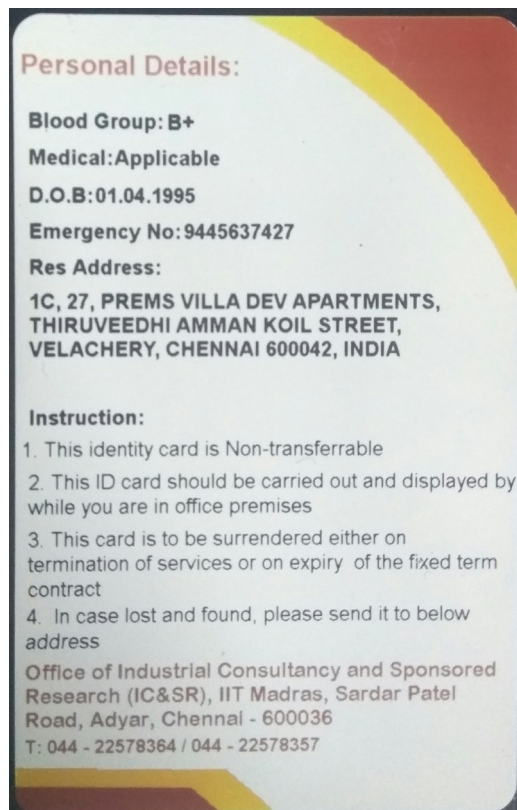 Personal Details:
Blood Group: B+
Medical:Applicable
D.O.B:01.04.1995
Emergency No:9445637427
Res Address:
1C, 27, PREMS VILLA DEV APARTMENTS,
THIRUVEEDHI AMMAN KOIL STREET,
VELACHERY, CHENNAI 600042, INDIA
Instruction:
1. This identity card is Non-transferrable
2. This ID card should be carried out and displayed by
while you are in office premises
3. This card is to be surrendered either on
termination of services or on expiry of the fixed term
contract
4. In case lost and found, please send it to below
address
Office of Industrial Consultancy and Sponsored
Research (IC&SR), IIT Madras, Sardar Patel
Road, Adyar, Chennai - 600036
T: 044 - 22578364 / 044 - 22578357